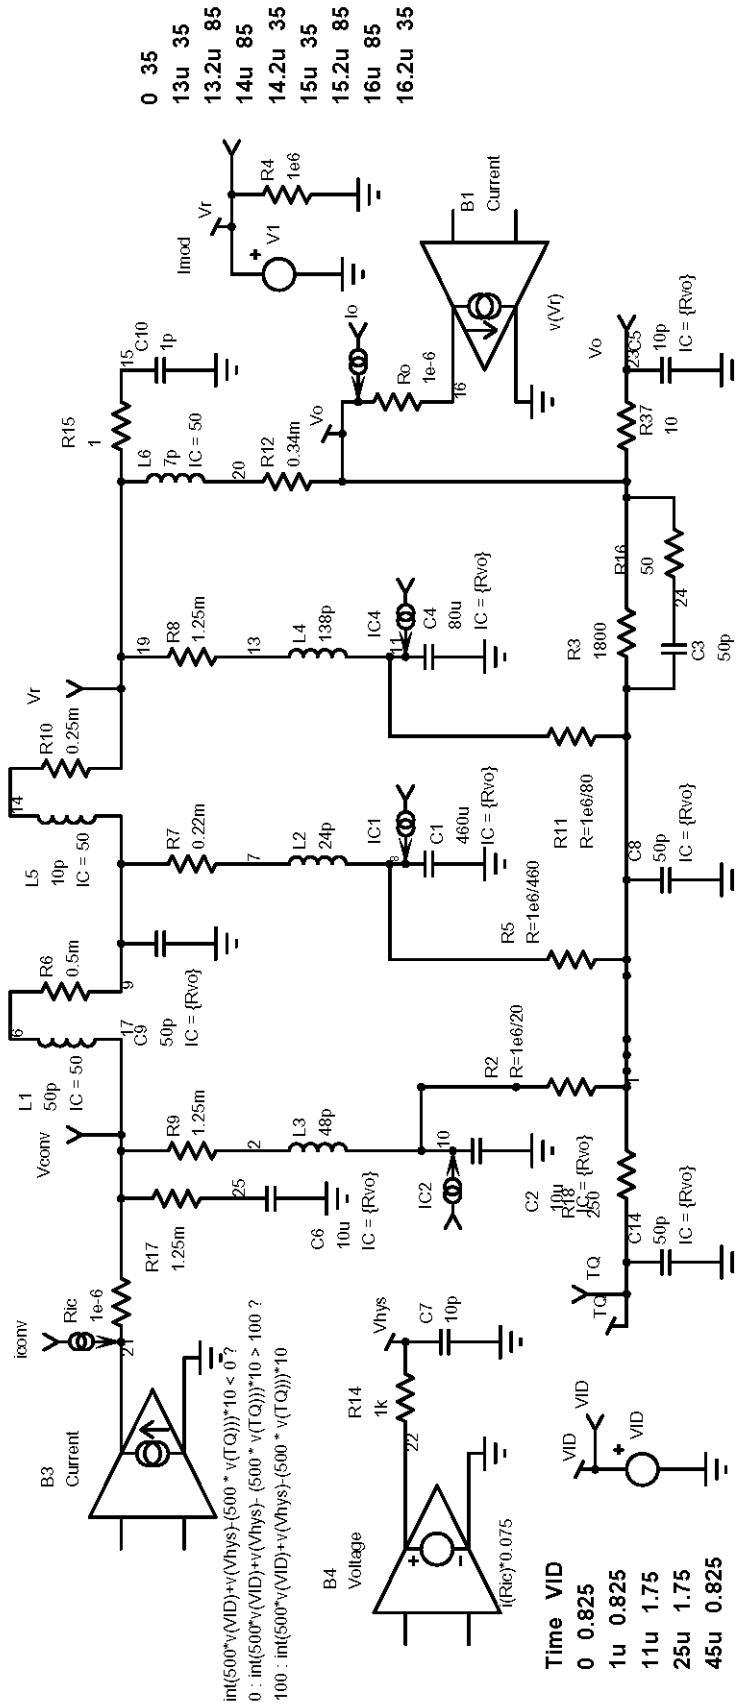 L1
50p
IC = 50
6
R6
0.5m
L5
10p
IC = 50
14
R10
0.25m
iconv
Vconv
Vr
R15
1
15
C10
1p
0 35
13u 35
13.2u 85
14u 85
14.2u 35
15u 35
15.2u 85
16u 85
16.2u 35
B3
Current
21
Ric
1e-6
17
9
C9
50p
IC = {Rvo}
19
L6
7p
IC = 50
R17
1.25m
R9
1.25m
R7
0.22m
R8
1.25m
20
R12
0.34m
Imod
Vr
V1
R4
1e6
25
2
7
13
C6
10u
IC = {Rvo}
L3
48p
L2
24p
L4
138p
Vo
Io
int(500*v(VID)+v(Vhys)-(500 * v(TQ)))*10 < 0 ?
0 : int(500*v(VID)+v(Vhys)- (500 * v(TQ)))*10 > 100 ?
100 : int(500*v(VID)+v(Vhys)-(500 * v(TQ)))*10
IC1
8
C1
460u
IC = {Rvo}
IC4
11
C4
80u
IC = {Rvo}
Ro
1e-6
16
B1
Current
v(Vr)
IC2
10
C2
10u
IC = {Rvo}
B4
Voltage
22
R14
1k
Vhys
C7
10p
i(Ric)*0.075
R2
R=1e6/20
R5
R=1e6/460
R11
R=1e6/80
R3
1800
R16
50
24
C3
50p
R18
250
TQ
TQ
C14
50p
IC = {Rvo}
1
C8
50p
IC = {Rvo}
R37
10
Vo
23
C5
10p
IC = {Rvo}
VID
VID
VID
Time VID
0 0.825
1u 0.825
11u 1.75
25u 1.75
45u 0.825